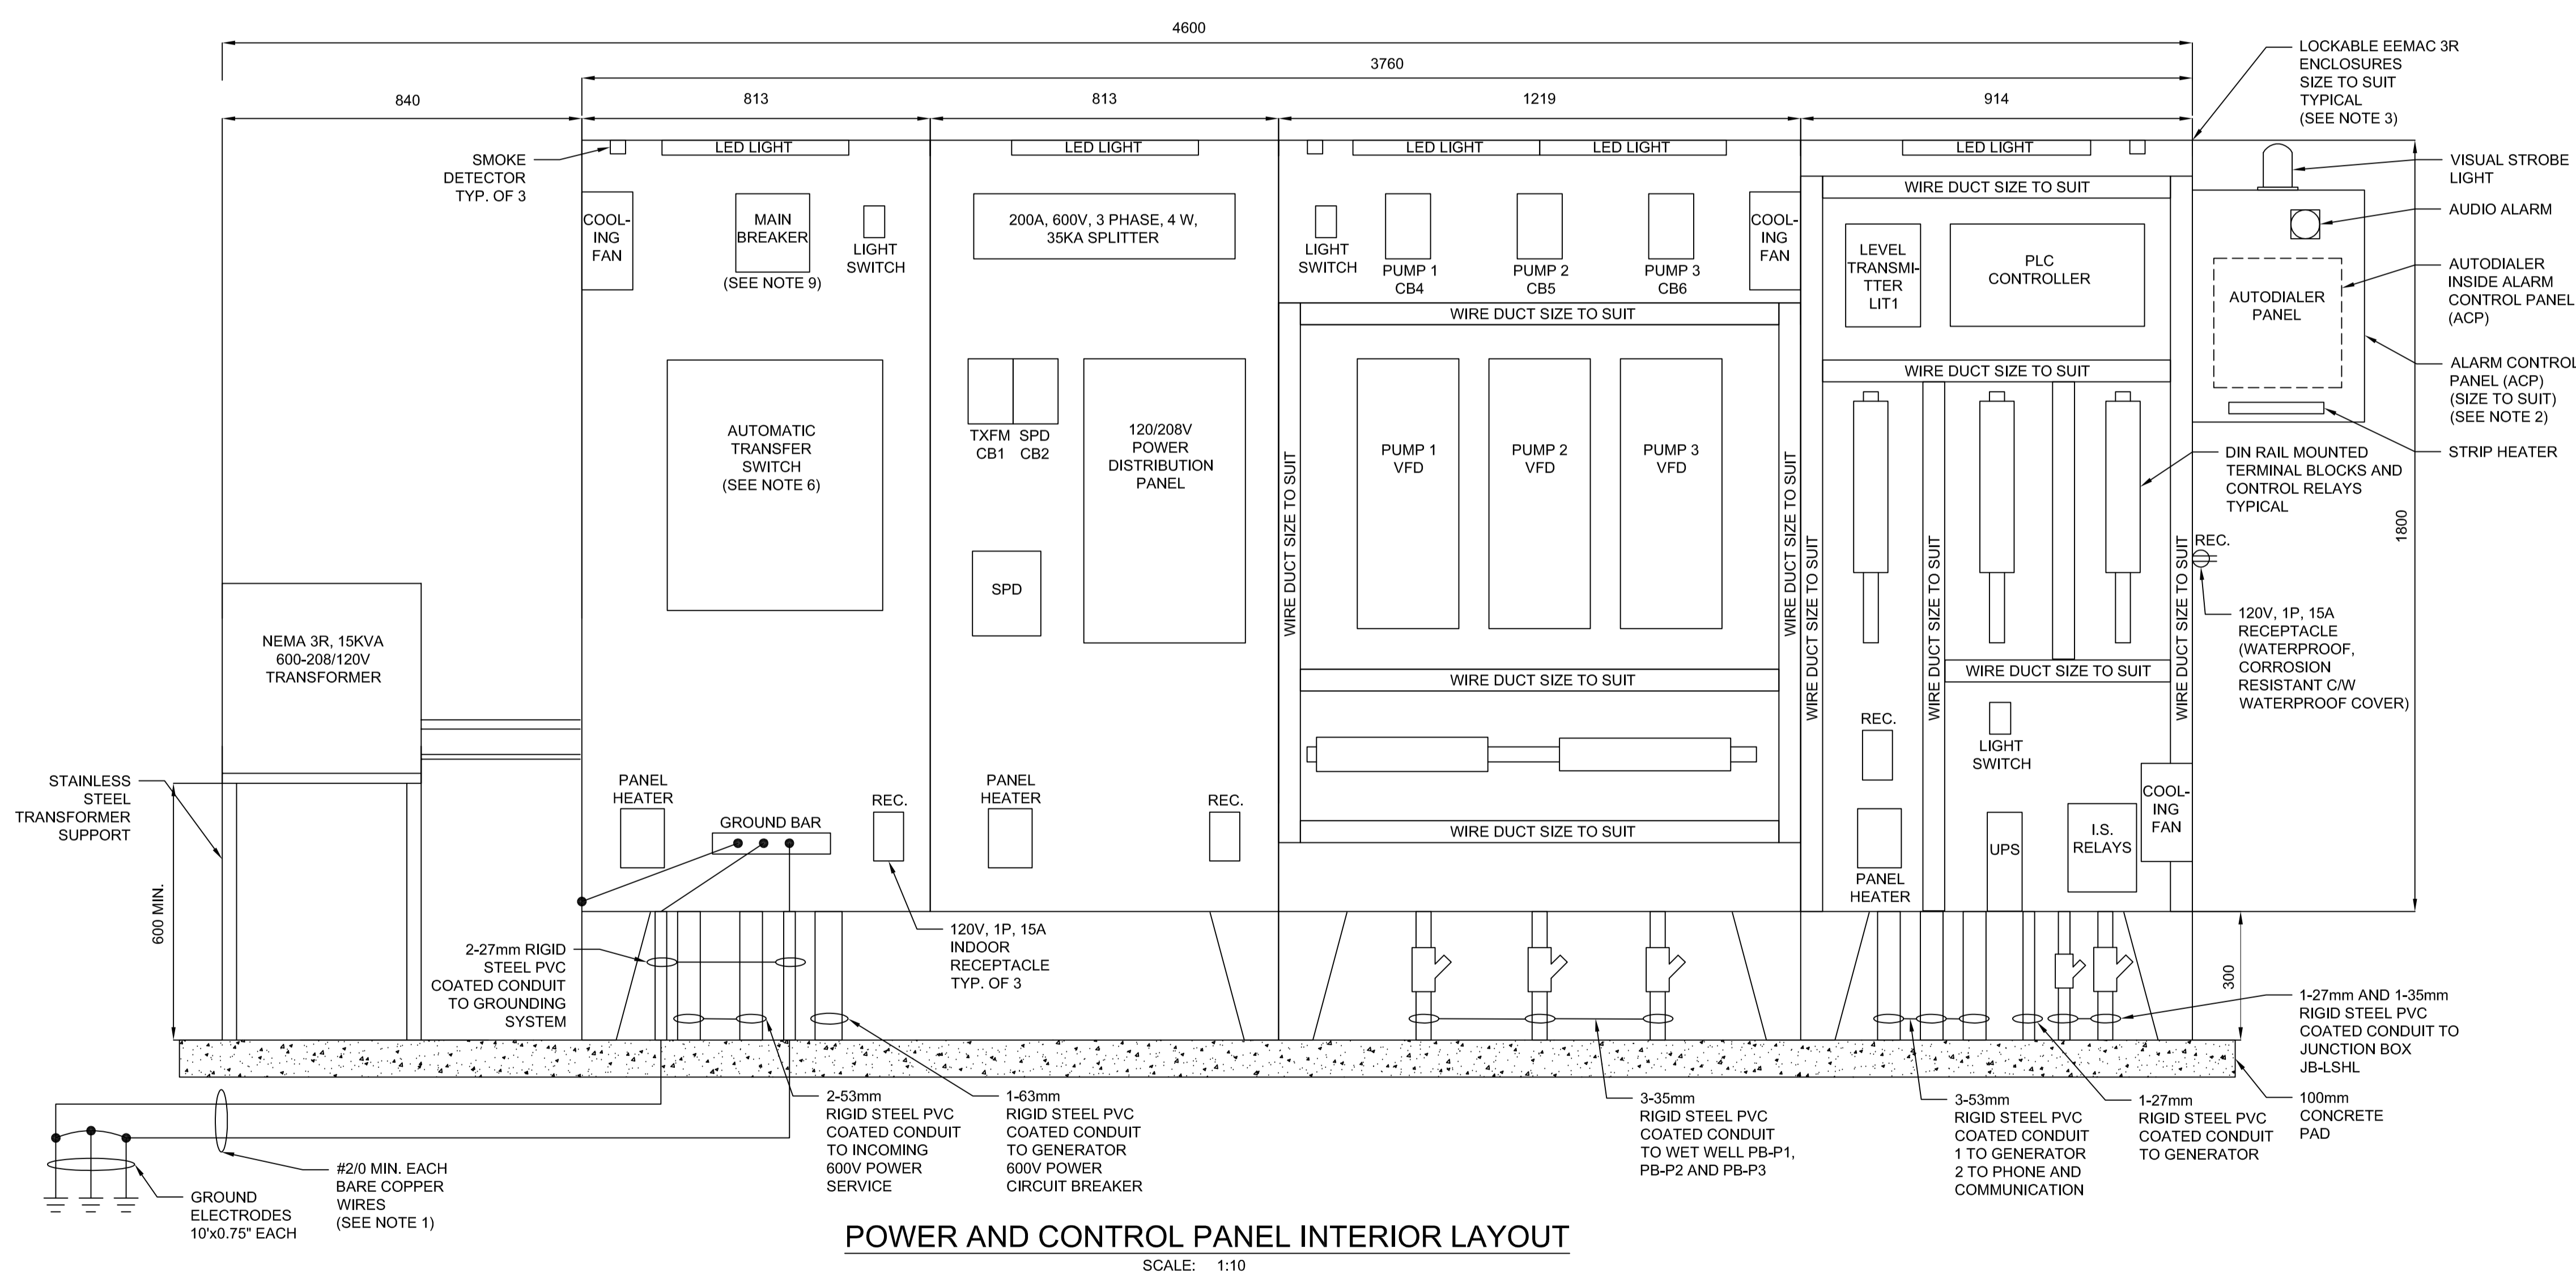 4600
3760
840
813
813
1219
914
LOCKABLE EEMAC 3R
ENCLOSURES
SIZE TO SUIT
TYPICAL
(SEE NOTE 3)
SMOKE
DETECTOR
TYP. OF 3
LED LIGHT
LED LIGHT
LED LIGHT
LED LIGHT
LED LIGHT
VISUAL STROBE
LIGHT
AUDIO ALARM
AUTODIALER
INSIDE ALARM
CONTROL PANEL
(ACP)
ALARM CONTROL
PANEL (ACP)
(SIZE TO SUIT)
(SEE NOTE 2)
STRIP HEATER
AUTODIALER
PANEL
COOL-
ING
FAN
MAIN
BREAKER
(SEE NOTE 9)
LIGHT
SWITCH
200A, 600V, 3 PHASE, 4 W,
35KA SPLITTER
LIGHT
SWITCH
PUMP 1
CB4
PUMP 2
CB5
PUMP 3
CB6
COOL-
ING
FAN
WIRE DUCT SIZE TO SUIT
LEVEL
TRANSMI-
TTER
LIT1
PLC
CONTROLLER
WIRE DUCT SIZE TO SUIT
WIRE DUCT SIZE TO SUIT
AUTOMATIC
TRANSFER
SWITCH
(SEE NOTE 6)
TXFM
CB1
SPD
CB2
120/208V
POWER
DISTRIBUTION
PANEL
SPD
WIRE DUCT SIZE TO SUIT
PUMP 1
VFD
PUMP 2
VFD
PUMP 3
VFD
WIRE DUCT SIZE TO SUIT
WIRE DUCT SIZE TO SUIT
WIRE DUCT SIZE TO SUIT
WIRE DUCT SIZE TO SUIT
DIN RAIL MOUNTED
TERMINAL BLOCKS AND
CONTROL RELAYS
TYPICAL
1800
REC.
120V, 1P, 15A
RECEPTACLE
(WATERPROOF,
CORROSION
RESISTANT C/W
WATERPROOF COVER)
NEMA 3R, 15KVA
600-208/120V
TRANSFORMER
WIRE DUCT SIZE TO SUIT
WIRE DUCT SIZE TO SUIT
STAINLESS
STEEL
TRANSFORMER
SUPPORT
600 MIN.
PANEL
HEATER
GROUND BAR
REC.
PANEL
HEATER
REC.
WIRE DUCT SIZE TO SUIT
REC.
LIGHT
SWITCH
PANEL
HEATER
UPS
I.S.
RELAYS
COOL-
ING
FAN
2-27mm RIGID
STEEL PVC
COATED CONDUIT
TO GROUNDING
SYSTEM
120V, 1P, 15A
INDOOR
RECEPTACLE
TYP. OF 3
300
1-27mm AND 1-35mm
RIGID STEEL PVC
COATED CONDUIT TO
JUNCTION BOX
JB-LSHL
2-53mm
RIGID STEEL PVC
COATED CONDUIT
TO INCOMING
600V POWER
SERVICE
1-63mm
RIGID STEEL PVC
COATED CONDUIT
TO GENERATOR
600V POWER
CIRCUIT BREAKER
3-35mm
RIGID STEEL PVC
COATED CONDUIT
TO WET WELL PB-P1,
PB-P2 AND PB-P3
3-53mm
RIGID STEEL PVC
COATED CONDUIT
1 TO GENERATOR
2 TO PHONE AND
COMMUNICATION
1-27mm
RIGID STEEL PVC
COATED CONDUIT
TO GENERATOR
100mm
CONCRETE
PAD
GROUND
ELECTRODES
10'x0.75" EACH
#2/0 MIN. EACH
BARE COPPER
WIRES
(SEE NOTE 1)
POWER AND CONTROL PANEL INTERIOR LAYOUT
SCALE: 1:10